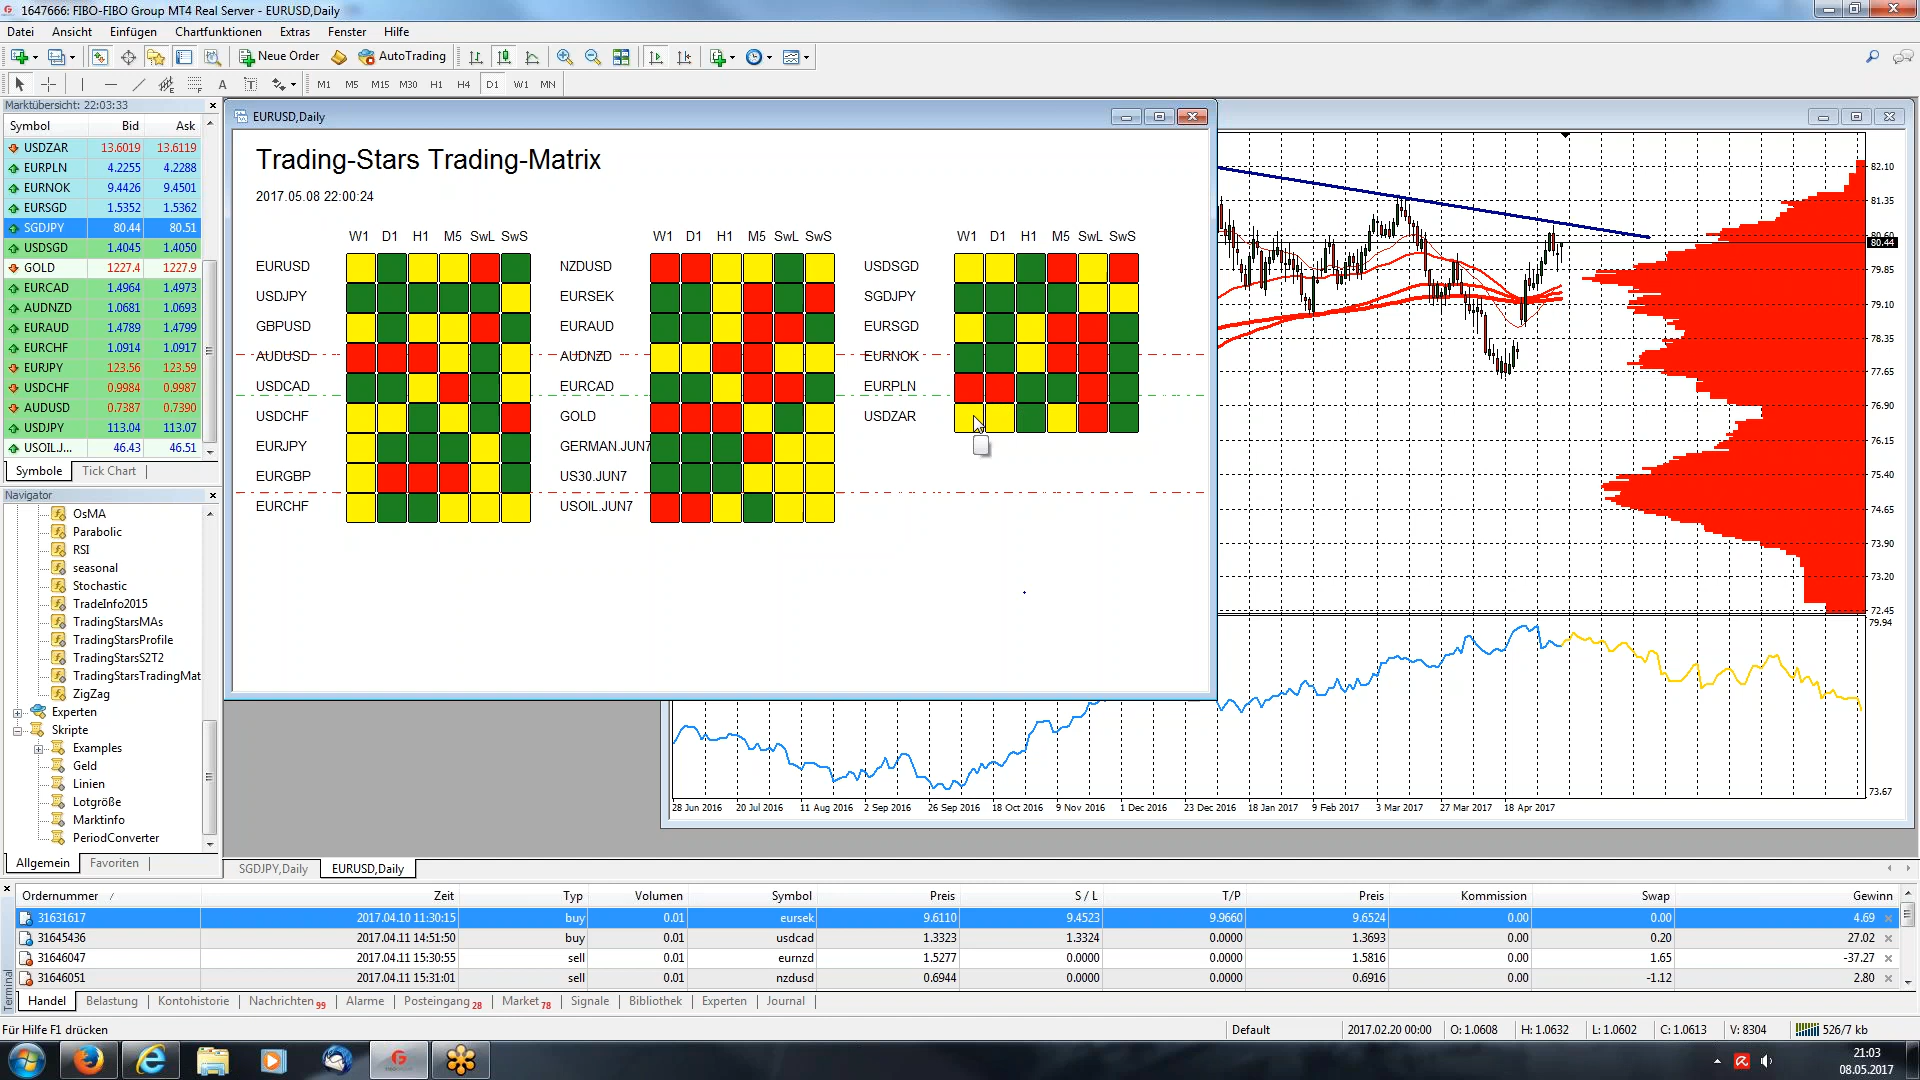 1647666: FIBO-FIBO Group MT4 Real Server - EURUSD,Daily
Datei Ansicht Einfügen Chartfunktionen Extras Fenster Hilfe
Neue Order AutoTrading
M1 M5 M15 M30 H1 H4 D1 W1 MN
Marktübersicht: 22:03:33
Symbol Bid Ask
USDZAR 13.6019 13.6119
EURPLN 4.2255 4.2288
EURNOK 9.4426 9.4501
EURSGD 1.5352 1.5362
SGDJPY 80.44 80.51
USDSGD 1.4045 1.4050
GOLD 1227.4 1227.9
EURCAD 1.4964 1.4973
AUDNZD 1.0681 1.0693
EURAUD 1.4789 1.4799
EURCHF 1.0914 1.0917
EURJPY 123.56 123.59
USDCHF 0.9984 0.9987
AUDUSD 0.7387 0.7390
USDJPY 113.04 113.07
USOIL.J... 46.43 46.51
Symbole Tick Chart
Navigator
OsMA
Parabolic
RSI
seasonal
Stochastic
TradeInfo2015
TradingStarsMAs
TradingStarsProfile
TradingStarsS2T2
TradingStarsTradingMat
ZigZag
Experten
Skripte
Examples
Geld
Linien
Lotgröße
Marktinfo
PeriodConverter
Allgemein Favoriten
EURUSD,Daily
Trading-Stars Trading-Matrix
2017.05.08 22:00:24
W1 D1 H1 M5 SwL SwS W1 D1 H1 M5 SwL SwS W1 D1 H1 M5 SwL SwS
EURUSD NZDUSD USDSGD
USDJPY EURSEK SGDJPY
GBPUSD EURAUD EURSGD
AUDUSD AUDNZD EURNOK
USDCAD EURCAD EURPLN
USDCHF GOLD USDZAR
EURJPY GERMAN.JUN7
EURGBP US30.JUN7
EURCHF USOIL.JUN7
82.10
81.35
80.60
80.44
79.85
79.10
78.35
77.65
76.90
76.15
75.40
74.65
73.90
73.20
72.45
79.94
73.67
28 Jun 2016 20 Jul 2016 11 Aug 2016 2 Sep 2016 26 Sep 2016 18 Oct 2016 9 Nov 2016 1 Dec 2016 23 Dec 2016 18 Jan 2017 9 Feb 2017 3 Mar 2017 27 Mar 2017 18 Apr 2017
SGDJPY,Daily EURUSD,Daily
Ordernummer / Zeit Typ Volumen Symbol Preis S / L T/P Preis Kommission Swap Gewinn
31631617 2017.04.10 11:30:15 buy 0.01 eursek 9.6110 9.4523 9.9660 9.6524 0.00 0.00 4.69
31645436 2017.04.11 14:51:50 buy 0.01 usdcad 1.3323 1.3324 0.0000 1.3693 0.00 0.20 27.02
31646047 2017.04.11 15:30:55 sell 0.01 eurnzd 1.5277 0.0000 0.0000 1.5816 0.00 1.65 -37.27
31646051 2017.04.11 15:31:01 sell 0.01 nzdusd 0.6944 0.0000 0.0000 0.6916 0.00 -1.12 2.80
Terminal
Handel Belastung Kontohistorie Nachrichten 99 Alarme Posteingang 28 Market 78 Signale Bibliothek Experten Journal
Für Hilfe F1 drücken Default 2017.02.20 00:00 O: 1.0608 H: 1.0632 L: 1.0602 C: 1.0613 V: 8304 526/7 kb
21:03
08.05.2017